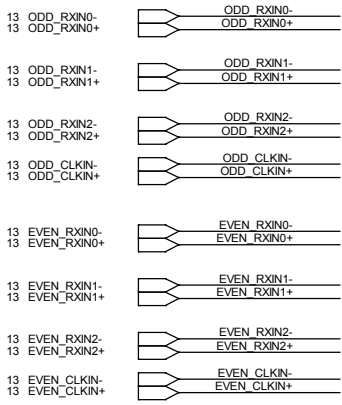 13 ODD_RXIN0- ODD_RXIN0-
13 ODD_RXIN0+ ODD_RXIN0+
13 ODD_RXIN1- ODD_RXIN1-
13 ODD_RXIN1+ ODD_RXIN1+
13 ODD_RXIN2- ODD_RXIN2-
13 ODD_RXIN2+ ODD_RXIN2+
13 ODD_CLKIN- ODD_CLKIN-
13 ODD_CLKIN+ ODD_CLKIN+
13 EVEN_RXIN0- EVEN_RXIN0-
13 EVEN_RXIN0+ EVEN_RXIN0+
13 EVEN_RXIN1- EVEN_RXIN1-
13 EVEN_RXIN1+ EVEN_RXIN1+
13 EVEN_RXIN2- EVEN_RXIN2-
13 EVEN_RXIN2+ EVEN_RXIN2+
13 EVEN_CLKIN- EVEN_CLKIN-
13 EVEN_CLKIN+ EVEN_CLKIN+